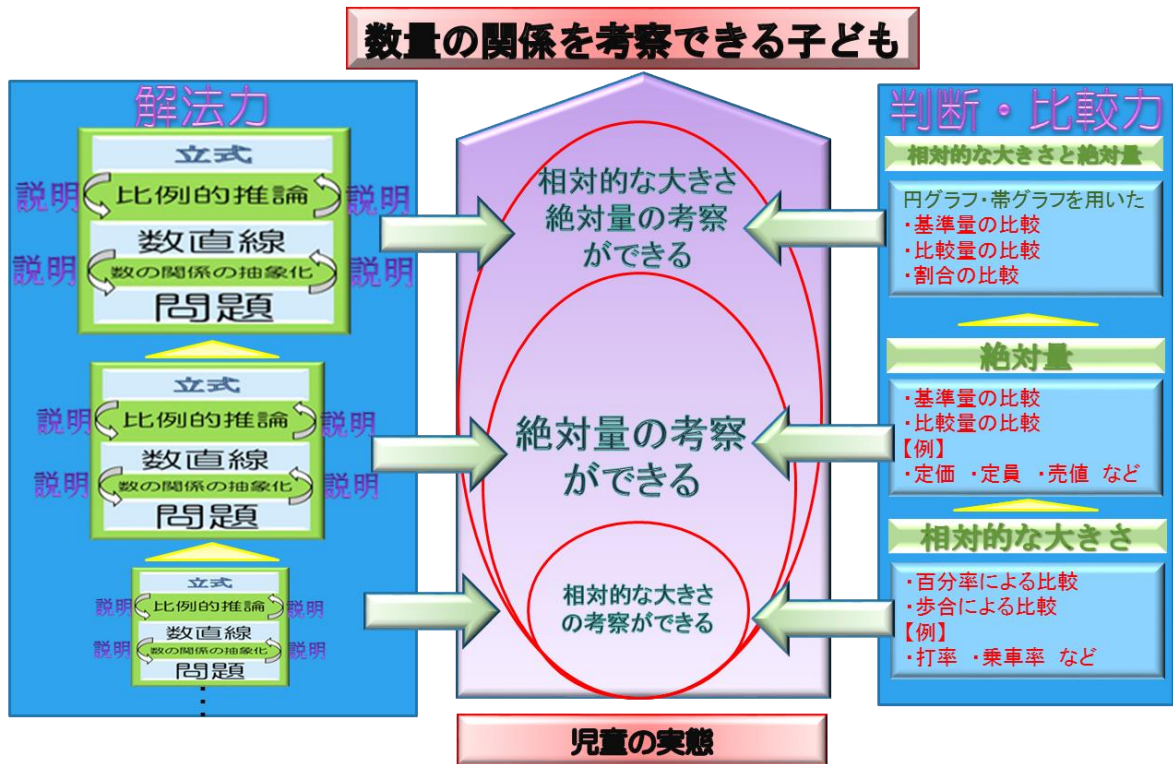 数量の関係を考察できる子ども
解法力
立式
説明 比例的推論 説明
数直線
説明 数の関係の抽象化 説明
問題
立式
説明 比例的推論 説明
数直線
説明 数の関係の抽象化 説明
問題
立式
説明 比例的推論 説明
数直線
説明 数の関係の抽象化 説明
問題
相対的な大きさ
絶対量の考察
ができる
絶対量の考察
ができる
相対的な大きさ
の考察ができる
判断・比較力
相対的な大きさと絶対量
円グラフ・帯グラフを用いた
・基準量の比較
・比較量の比較
・割合の比較
絶対量
・基準量の比較
・比較量の比較
【例】
・定価 ・定員 ・売値 など
相対的な大きさ
・百分率による比較
・歩合による比較
【例】
・打率 ・乗車率 など
児童の実態